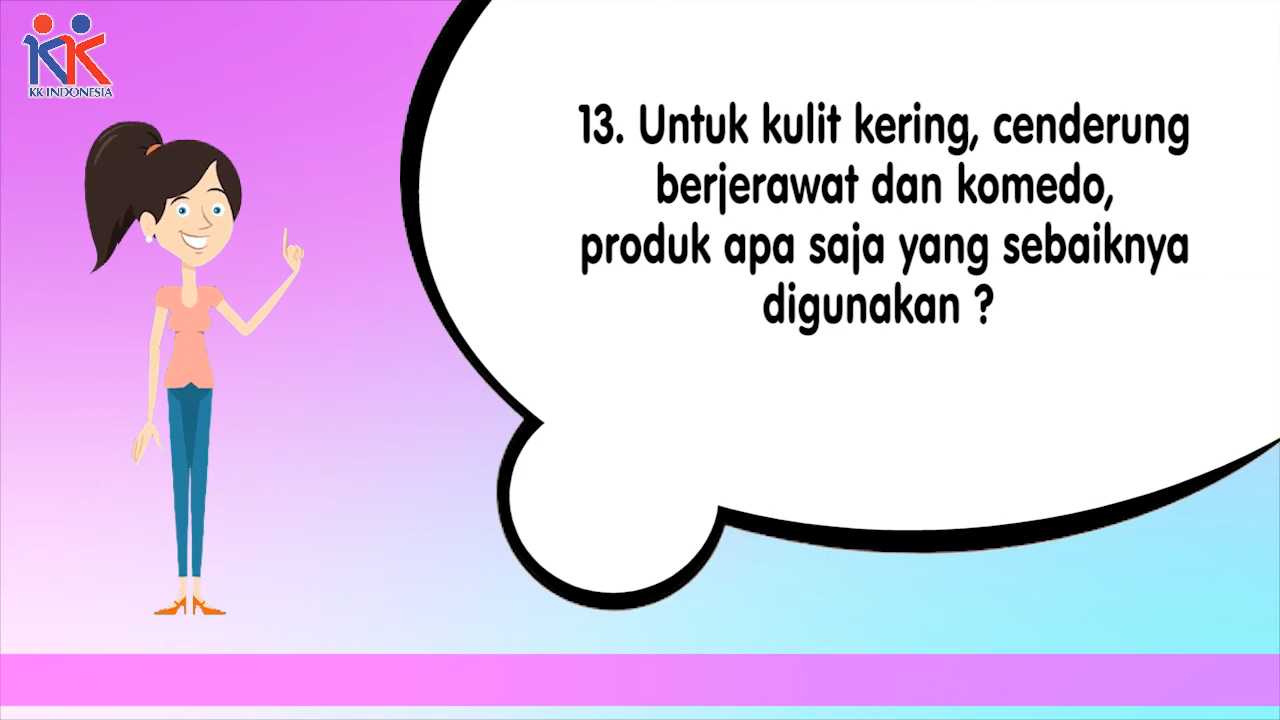 KK INDONESIA
13. Untuk kulit kering, cenderung
berjerawat dan komedo,
produk apa saja yang sebaiknya
digunakan ?